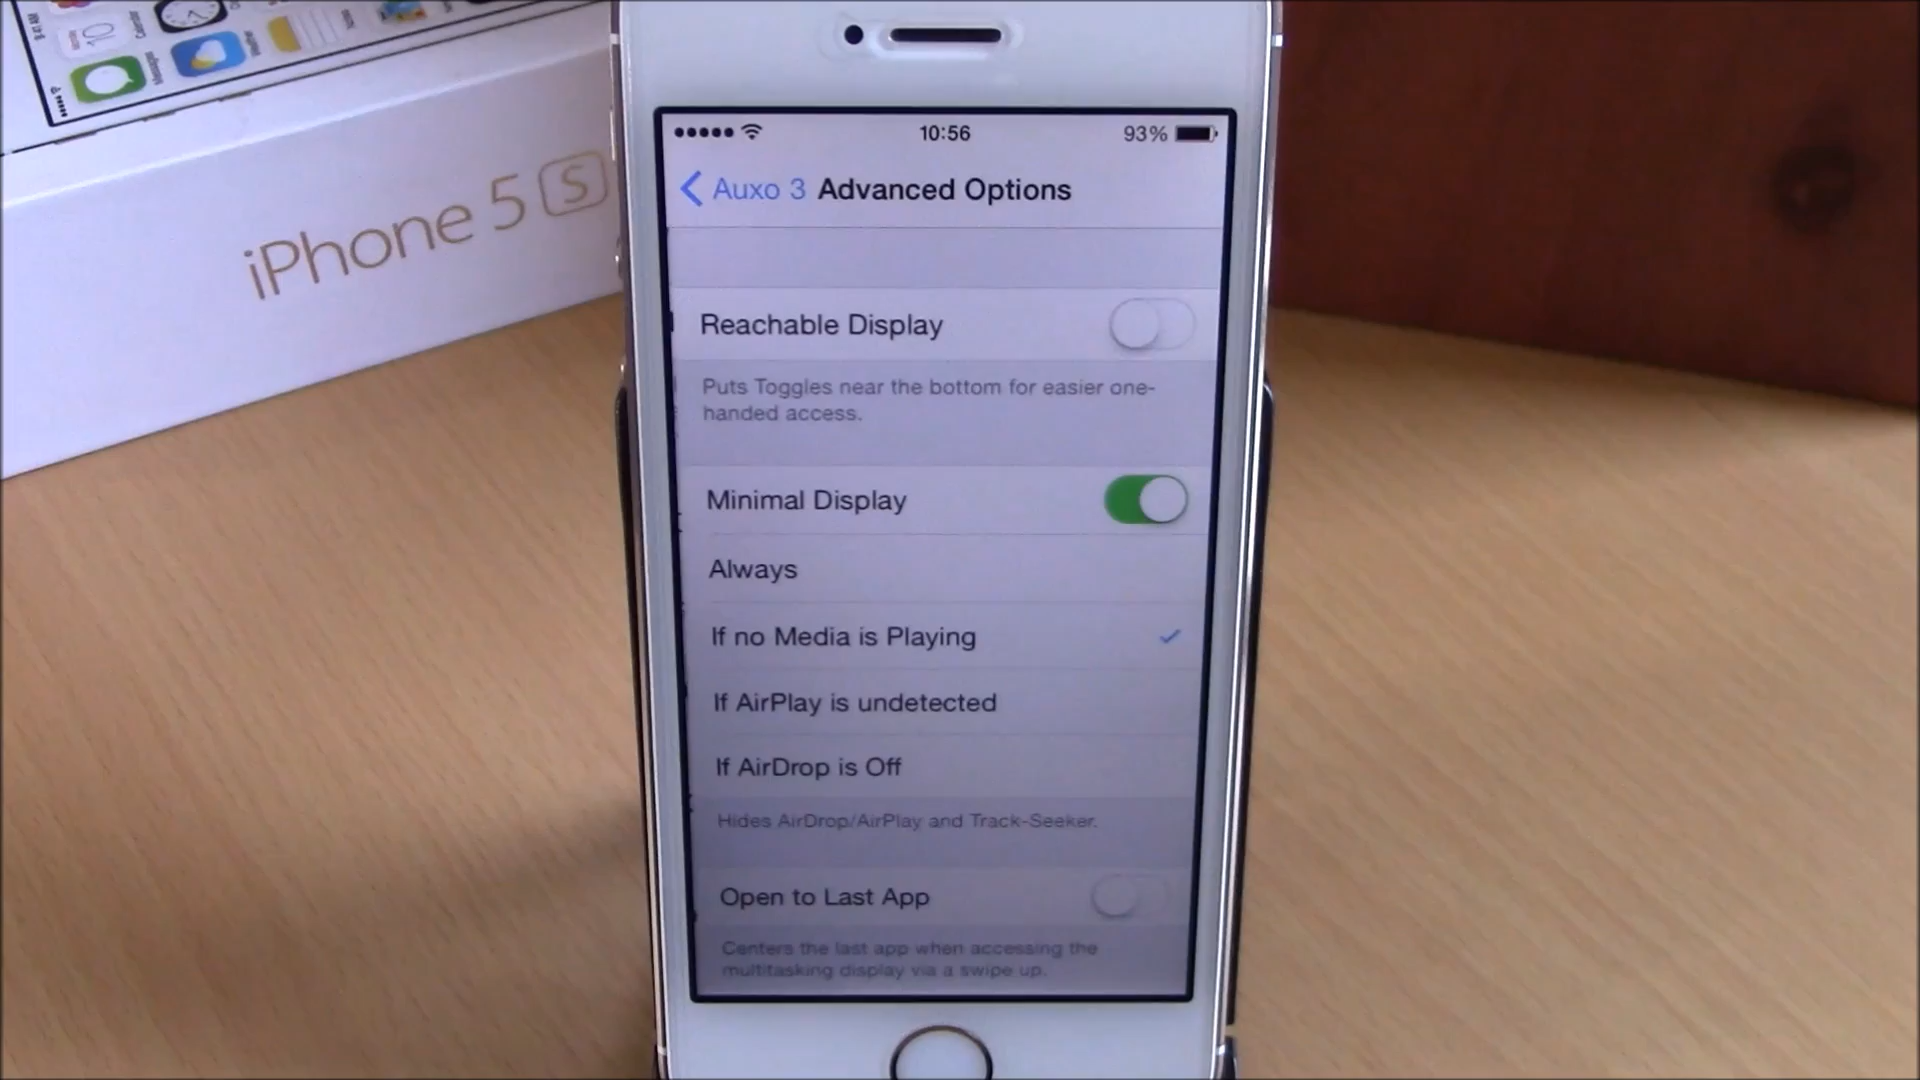 iPhone 5 S
10:56
93%
Auxo 3 Advanced Options
Reachable Display
Puts Toggles near the bottom for easier one-
handed access.
Minimal Display
Always
If no Media is Playing
If AirPlay is undetected
If AirDrop is Off
Hides AirDrop/AirPlay and Track-Seeker.
Open to Last App
Centers the last app when accessing the
multitasking display via a swipe up.